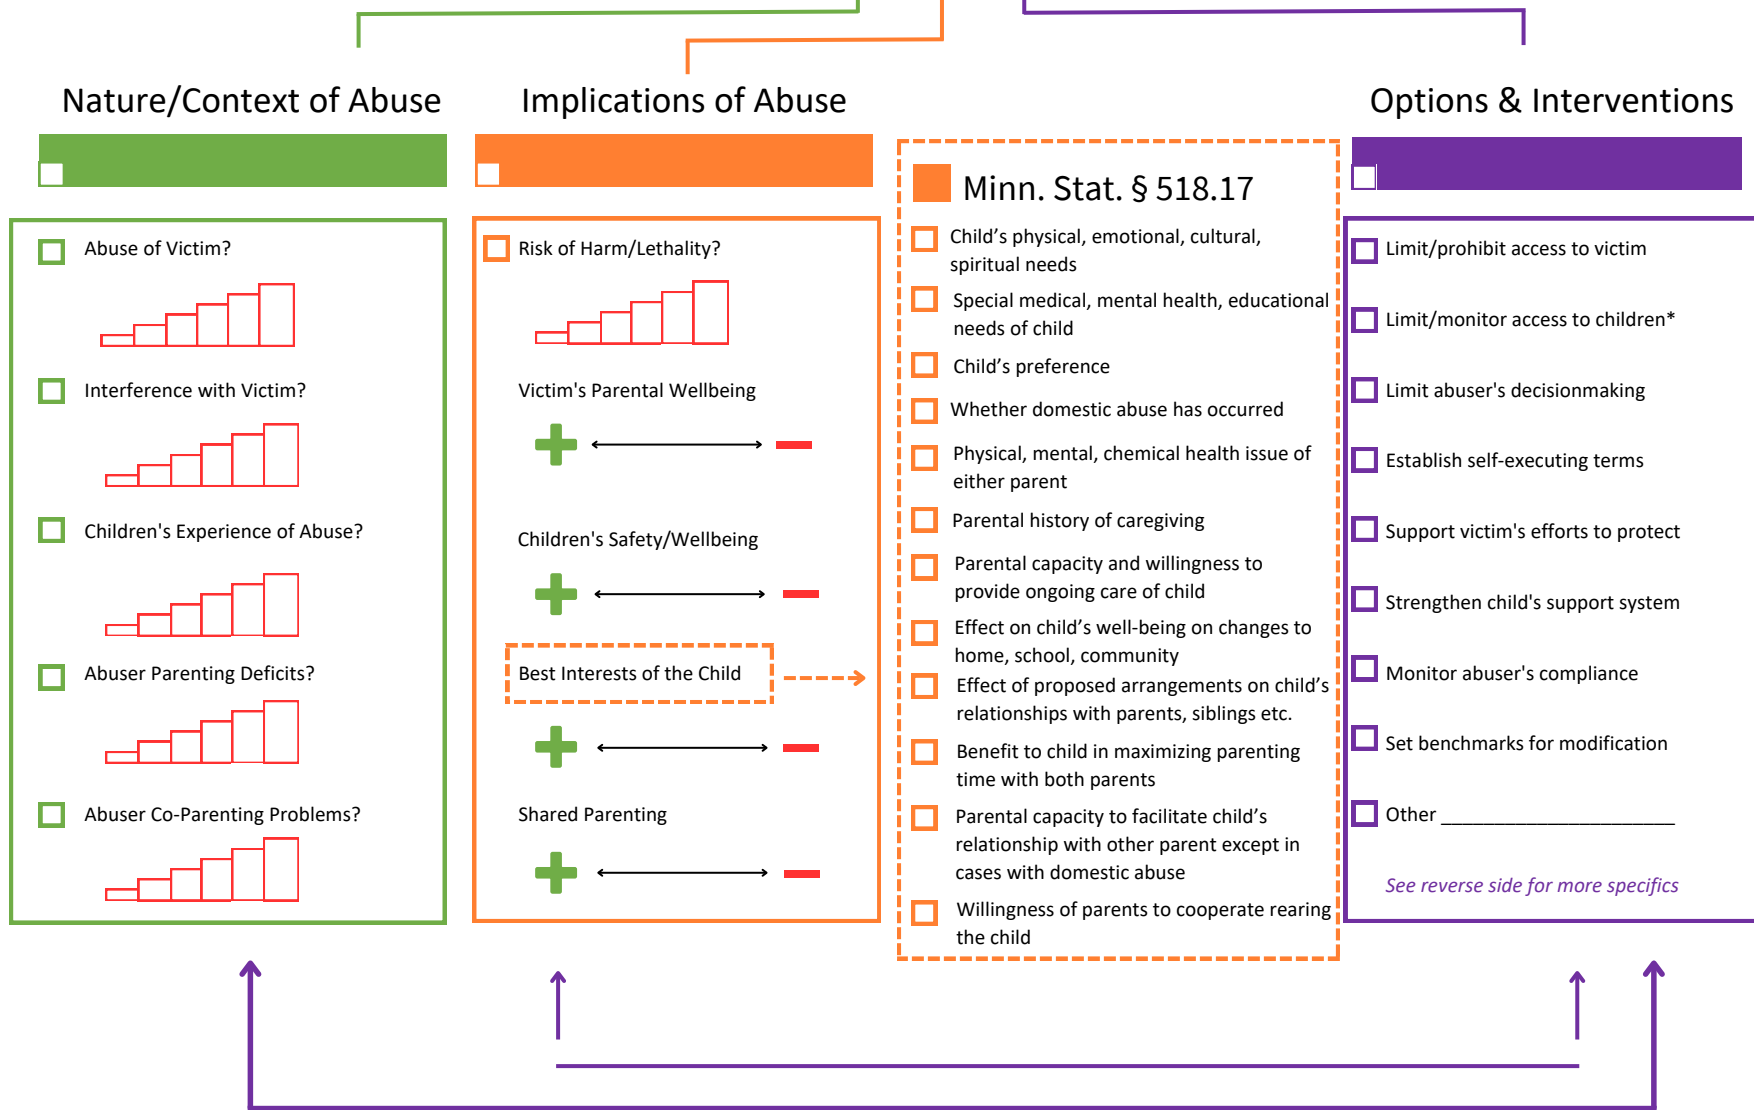 Nature/Context of Abuse
Abuse of Victim?
Interference with Victim?
Children's Experience of Abuse?
Abuser Parenting Deficits?
Abuser Co-Parenting Problems?
Implications of Abuse
Risk of Harm/Lethality?
Victim's Parental Wellbeing
Children's Safety/Wellbeing
Best Interests of the Child
Shared Parenting
Minn. Stat. § 518.17
Child’s physical, emotional, cultural,
spiritual needs
Special medical, mental health, educational
needs of child
Child’s preference
Whether domestic abuse has occurred
Physical, mental, chemical health issue of
either parent
Parental history of caregiving
Parental capacity and willingness to
provide ongoing care of child
Effect on child’s well-being on changes to
home, school, community
Effect of proposed arrangements on child’s
relationships with parents, siblings etc.
Benefit to child in maximizing parenting
time with both parents
Parental capacity to facilitate child’s
relationship with other parent except in
cases with domestic abuse
Willingness of parents to cooperate rearing
the child
Options & Interventions
Limit/prohibit access to victim
Limit/monitor access to children*
Limit abuser's decisionmaking
Establish self-executing terms
Support victim's efforts to protect
Strengthen child's support system
Monitor abuser's compliance
Set benchmarks for modification
Other ______________________
See reverse side for more specifics